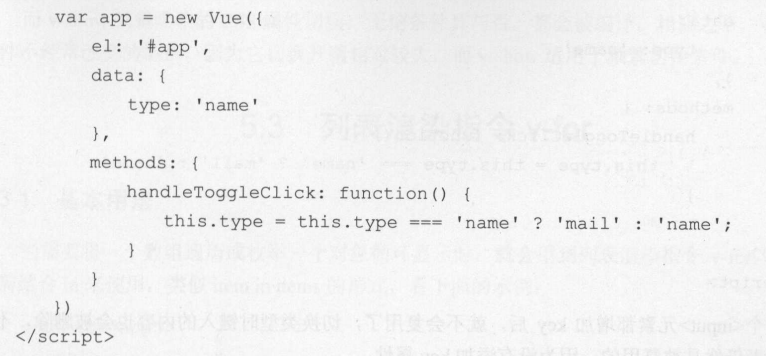 var app = new Vue({
    el: '#app',
    data: {
        type: 'name'
    },
    methods: {
        handleToggleClick: function() {
            this.type = this.type === 'name' ? 'mail' : 'name';
        }
    }
})
</script>